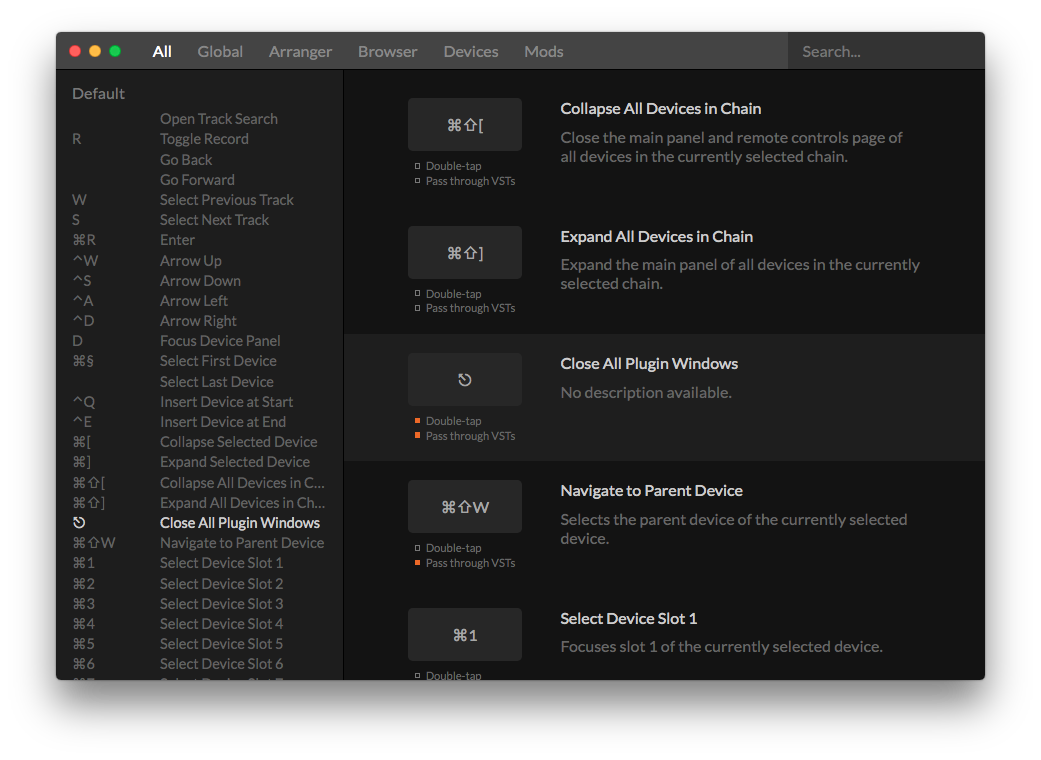 All Global Arranger Browser Devices Mods Search...
Default
Open Track Search
R Toggle Record
Go Back
Go Forward
W Select Previous Track
S Select Next Track
⌘R Enter
^W Arrow Up
^S Arrow Down
^A Arrow Left
^D Arrow Right
D Focus Device Panel
⌘§ Select First Device
Select Last Device
^Q Insert Device at Start
^E Insert Device at End
⌘[ Collapse Selected Device
⌘] Expand Selected Device
⌘⇧[ Collapse All Devices in C...
⌘⇧] Expand All Devices in Ch...
⎋ Close All Plugin Windows
⌘⇧W Navigate to Parent Device
⌘1 Select Device Slot 1
⌘2 Select Device Slot 2
⌘3 Select Device Slot 3
⌘4 Select Device Slot 4
⌘5 Select Device Slot 5
⌘6 Select Device Slot 6
⌘⇧[
Double-tap
Pass through VSTs
Collapse All Devices in Chain
Close the main panel and remote controls page of
all devices in the currently selected chain.
⌘⇧]
Double-tap
Pass through VSTs
Expand All Devices in Chain
Expand the main panel of all devices in the currently
selected chain.
⎋
Double-tap
Pass through VSTs
Close All Plugin Windows
No description available.
⌘⇧W
Double-tap
Pass through VSTs
Navigate to Parent Device
Selects the parent device of the currently selected
device.
⌘1
Double-tap
Select Device Slot 1
Focuses slot 1 of the currently selected device.